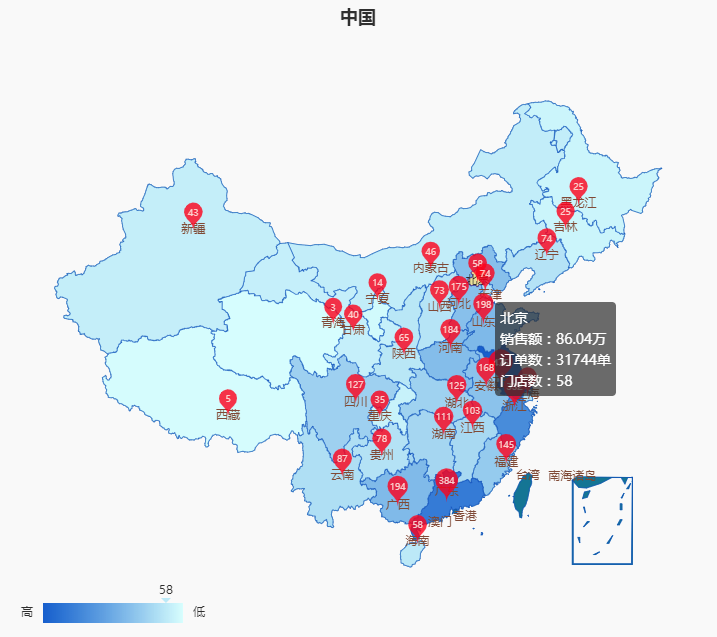 中国
25
黑龙江
25
吉林
43
新疆
74
辽宁
46
内蒙古
58
74
天津
14
宁夏
73
山西
175
河北
198
山东
3
青海
40
甘肃
65
陕西
184
河南
北京
销售额：86.04万
订单数：31744单
门店数：58
168
安徽
127
四川
35
重庆
125
湖北
浙江
5
西藏
111
湖南
103
江西
78
贵州
145
福建
87
云南
194
广西
384
台湾
南海诸岛
58
海南
澳门
香港
58
高
低